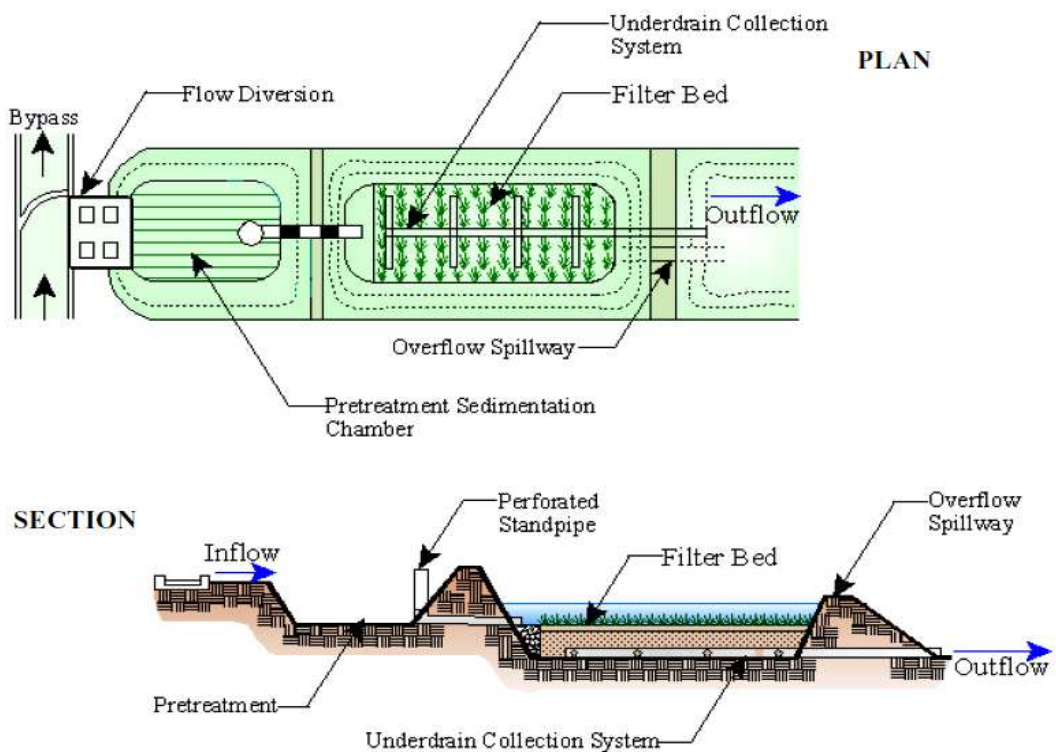 Underdrain Collection
System
PLAN
Flow Diversion
Filter Bed
Bypass
Outflow
Overflow Spillway
Pretreatment Sedimentation
Chamber
SECTION
Perforated
Standpipe
Overflow
Spillway
Inflow
Filter Bed
Outflow
Pretreatment
Underdrain Collection System